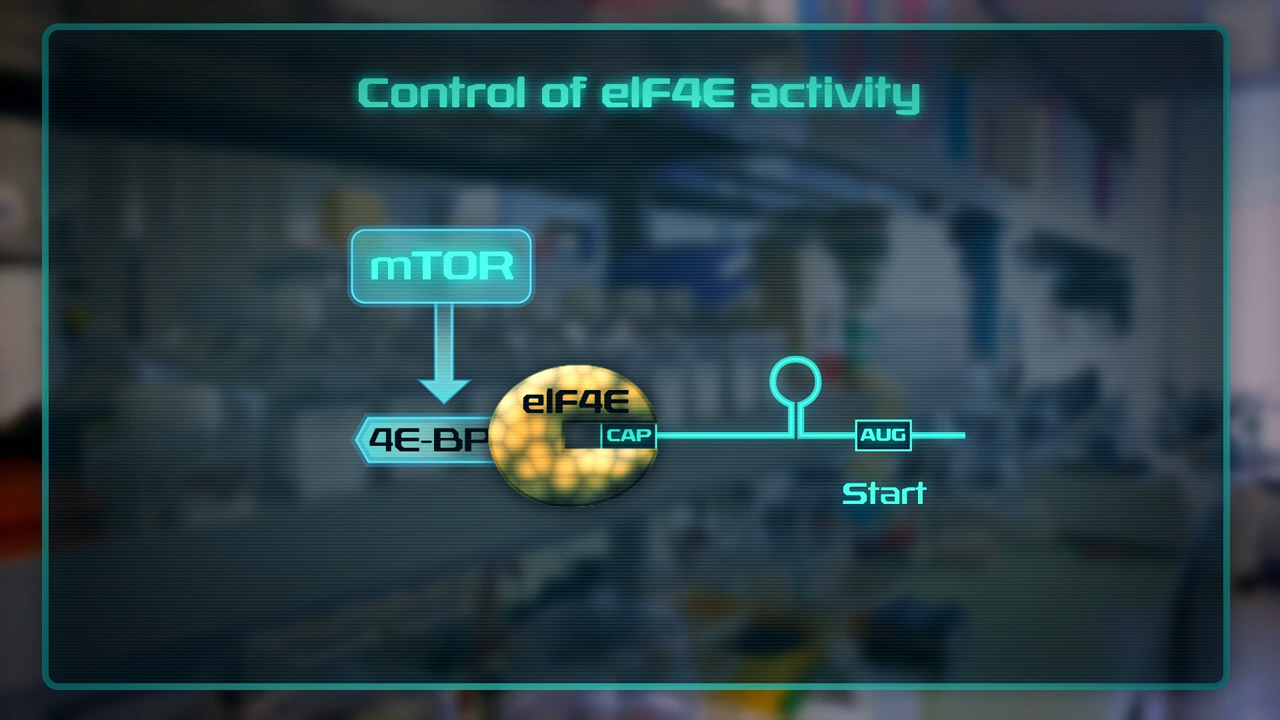 Control of eIF4E activity
mTOR
eIF4E
4E-BP
CAP
AUG
Start